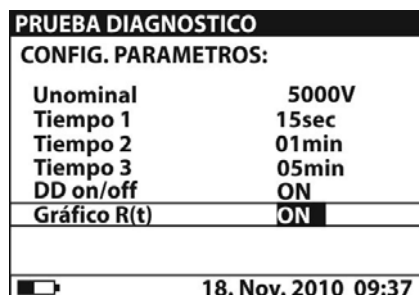 PRUEBA DIAGNOSTICO
CONFIG. PARAMETROS:
Unominal 5000V
Tiempo 1 15sec
Tiempo 2 01min
Tiempo 3 05min
DD on/off ON
Gráfico R(t) ON
18. Nov. 2010 09:37